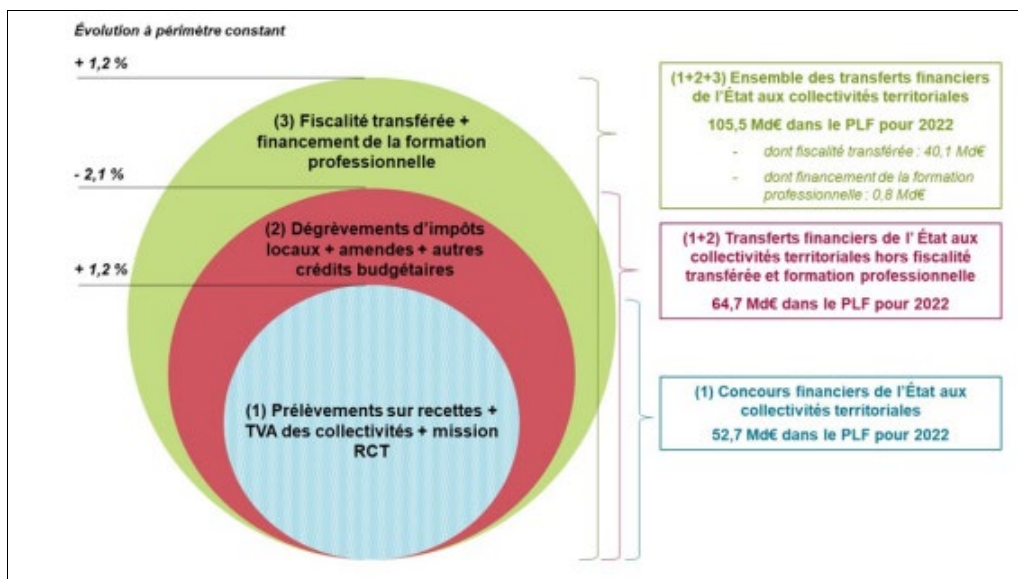 Évolution à périmètre constant
+ 1,2 %
(3) Fiscalité transférée +
financement de la formation
professionnelle
- 2,1 %
(2) Dégrèvements d'impôts
locaux + amendes + autres
crédits budgétaires
+ 1,2%
(1) Prélèvements sur recettes +
TVA des collectivités + mission
RCT
(1+2+3) Ensemble des transferts financiers
de l'État aux collectivités territoriales
105,5 Md€ dans le PLF pour 2022
- dont fiscalité transférée : 40,1 Md€
- dont financement de la formation
professionnelle : 0,8 Md€
(1+2) Transferts financiers de l' État aux
collectivités territoriales hors fiscalité
transférée et formation professionnelle
64,7 Md€ dans le PLF pour 2022
(1) Concours financiers de l'État aux
collectivités territoriales
52,7 Md€ dans le PLF pour 2022